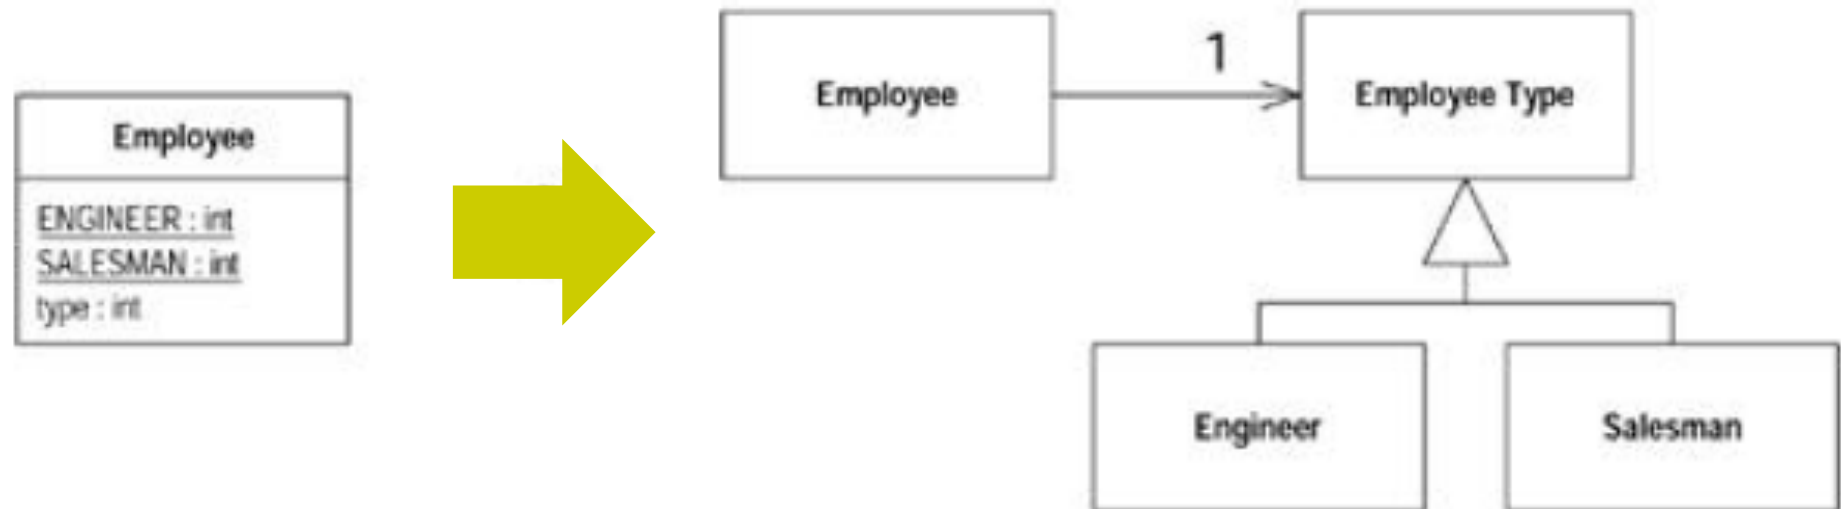 Employee
ENGINEER : int
SALESMAN : int
type : int
Employee
1
Employee Type
Engineer
Salesman